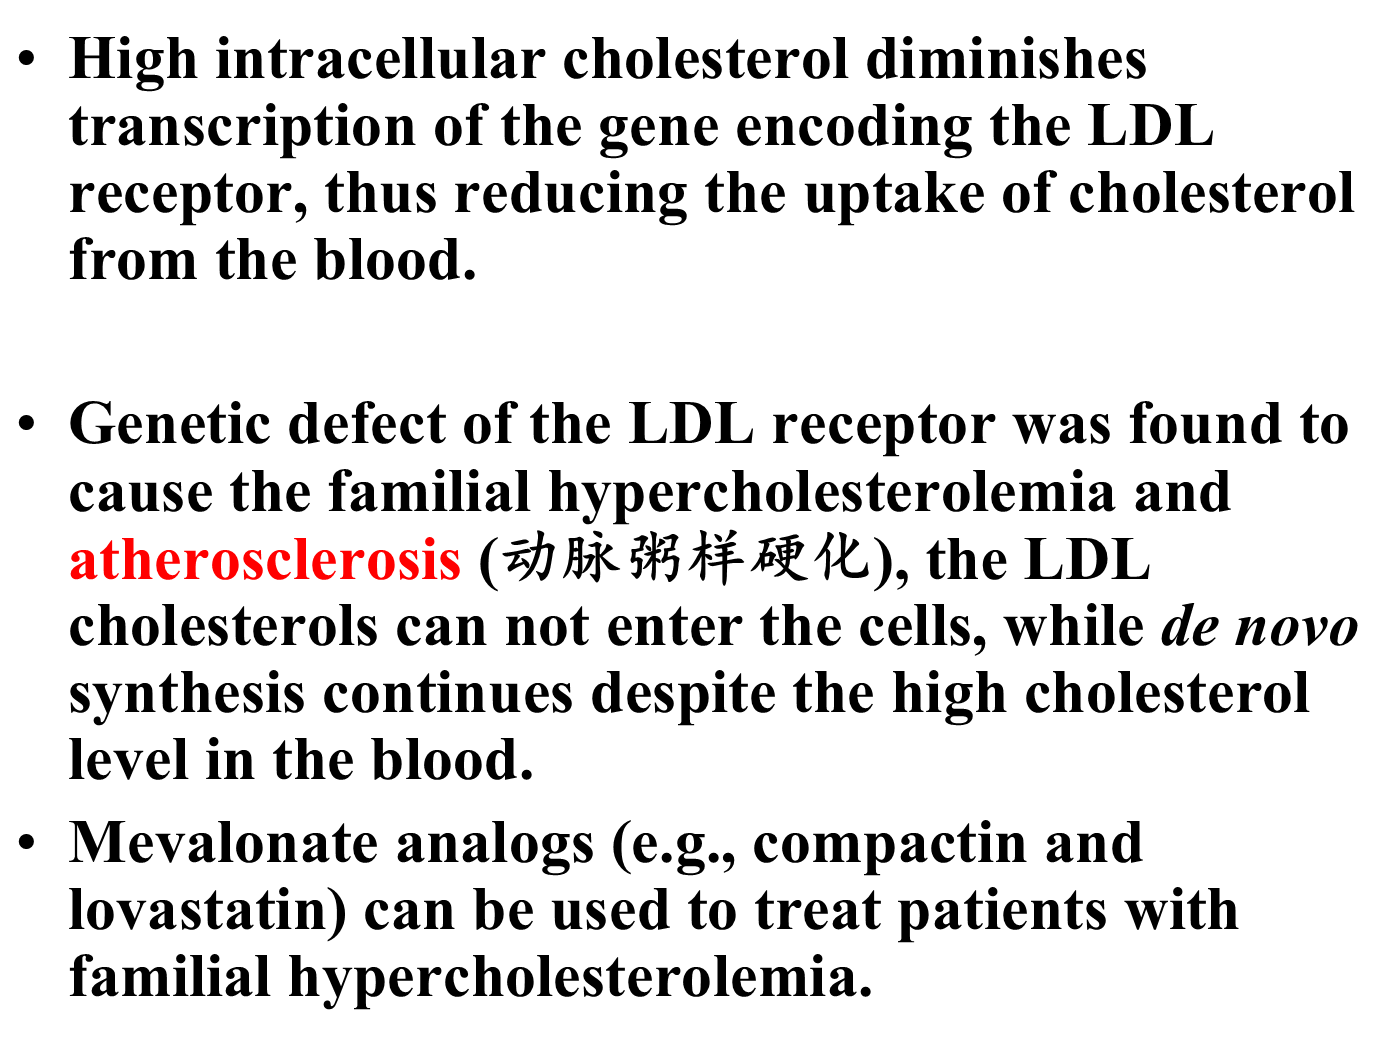 • High intracellular cholesterol diminishes
transcription of the gene encoding the LDL
receptor, thus reducing the uptake of cholesterol
from the blood.
• Genetic defect of the LDL receptor was found to
cause the familial hypercholesterolemia and
atherosclerosis (动脉粥样硬化), the LDL
cholesterols can not enter the cells, while de novo
synthesis continues despite the high cholesterol
level in the blood.
• Mevalonate analogs (e.g., compactin and
lovastatin) can be used to treat patients with
familial hypercholesterolemia.